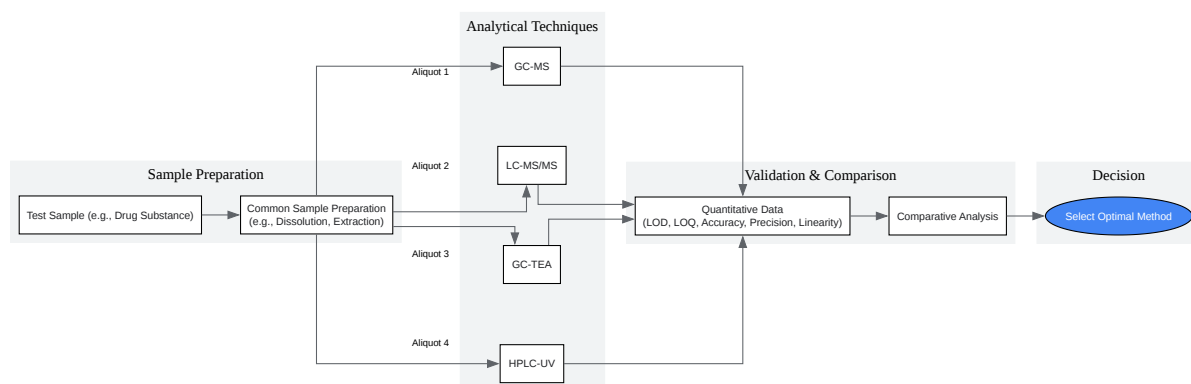 Analytical Techniques
GC-MS
Aliquot 1
LC-MS/MS
Aliquot 2
Sample Preparation
Test Sample (e.g., Drug Substance)
Common Sample Preparation
(e.g., Dissolution, Extraction)
Aliquot 3
GC-TEA
Aliquot 4
HPLC-UV
Validation & Comparison
Quantitative Data
(LOD, LOQ, Accuracy, Precision, Linearity)
Comparative Analysis
Decision
Select Optimal Method